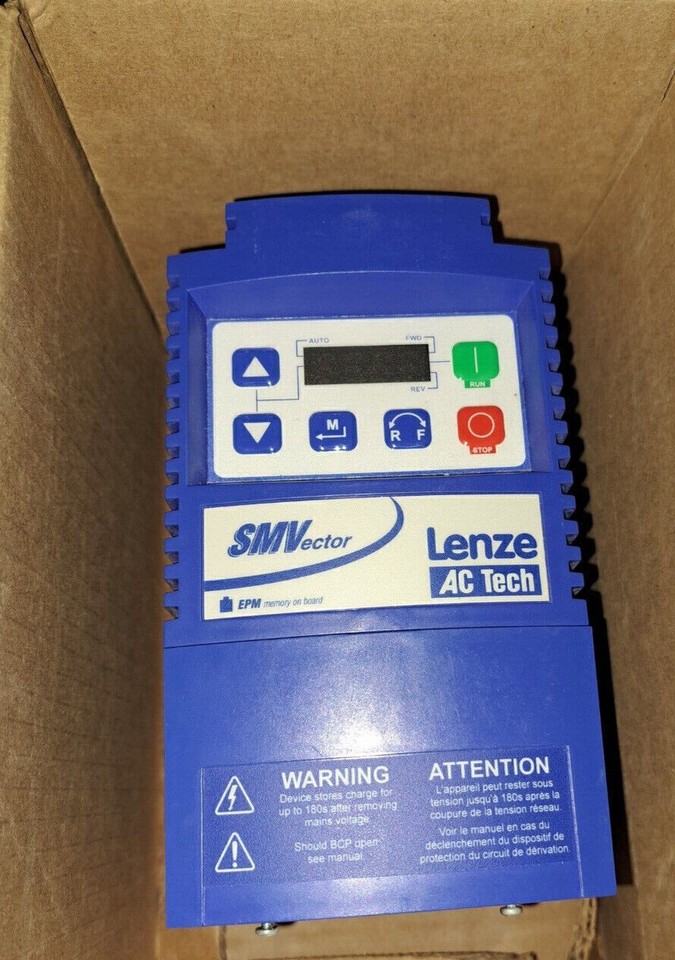 AUTO
FWD
REV
RUN
M
R F
STOP
SMVector
Lenze
AC Tech
EPM memory on board
WARNING
Device stores charge for
up to 180s after removing
mains voltage.
Should BCP open
see manual.
ATTENTION
L'appareil peut rester sous
tension jusqu'à 180s après la
coupure de la tension réseau.
Voir le manuel en cas du
déclenchement du dispositif de
protection du circuit de dérivation.